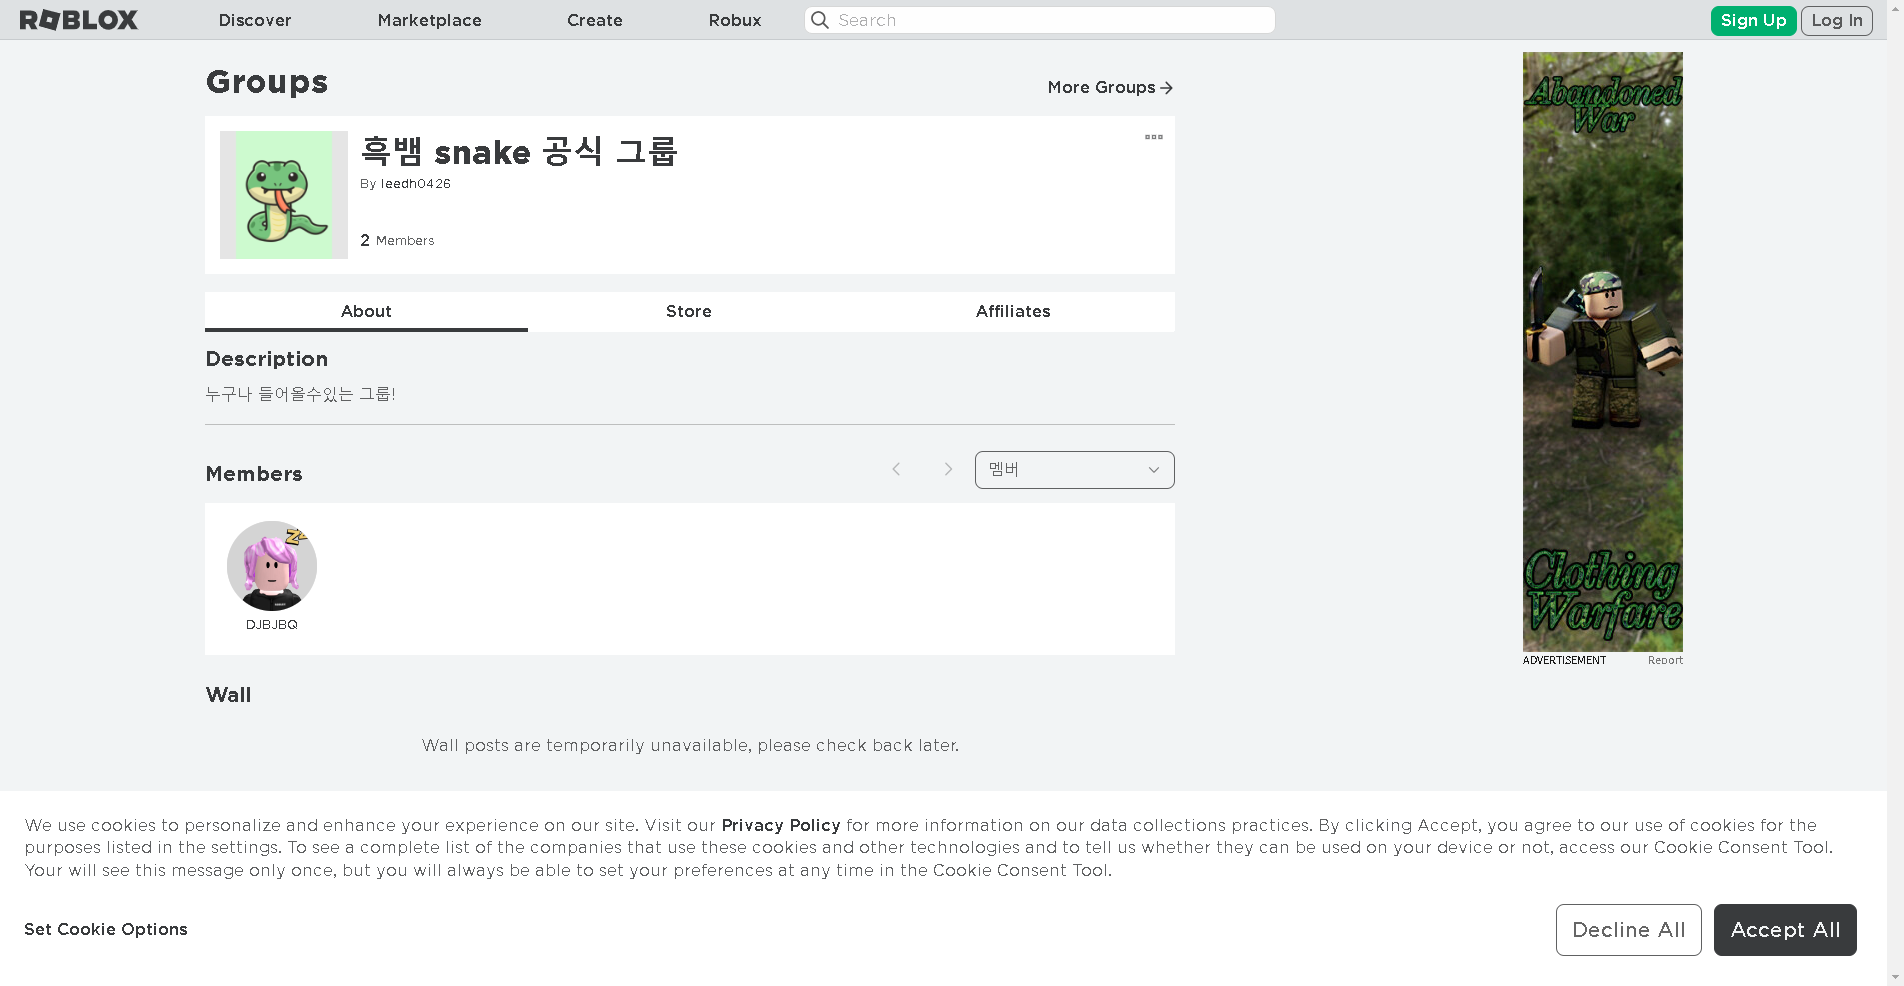 ROBLOX Discover Marketplace Create Robux Search Sign Up Log In
Groups
More Groups
흑뱀 snake 공식 그룹
By leedh0426
2 Members
About Store Affiliates
Description
누구나 들어올수있는 그룹!
Members
멤버
DJBJBQ
Wall
Wall posts are temporarily unavailable, please check back later.
Abandoned
War
Clothing
Warfare
ADVERTISEMENT Report
We use cookies to personalize and enhance your experience on our site. Visit our Privacy Policy for more information on our data collections practices. By clicking Accept, you agree to our use of cookies for the
purposes listed in the settings. To see a complete list of the companies that use these cookies and other technologies and to tell us whether they can be used on your device or not, access our Cookie Consent Tool.
Your will see this message only once, but you will always be able to set your preferences at any time in the Cookie Consent Tool.
Set Cookie Options
Decline All Accept All